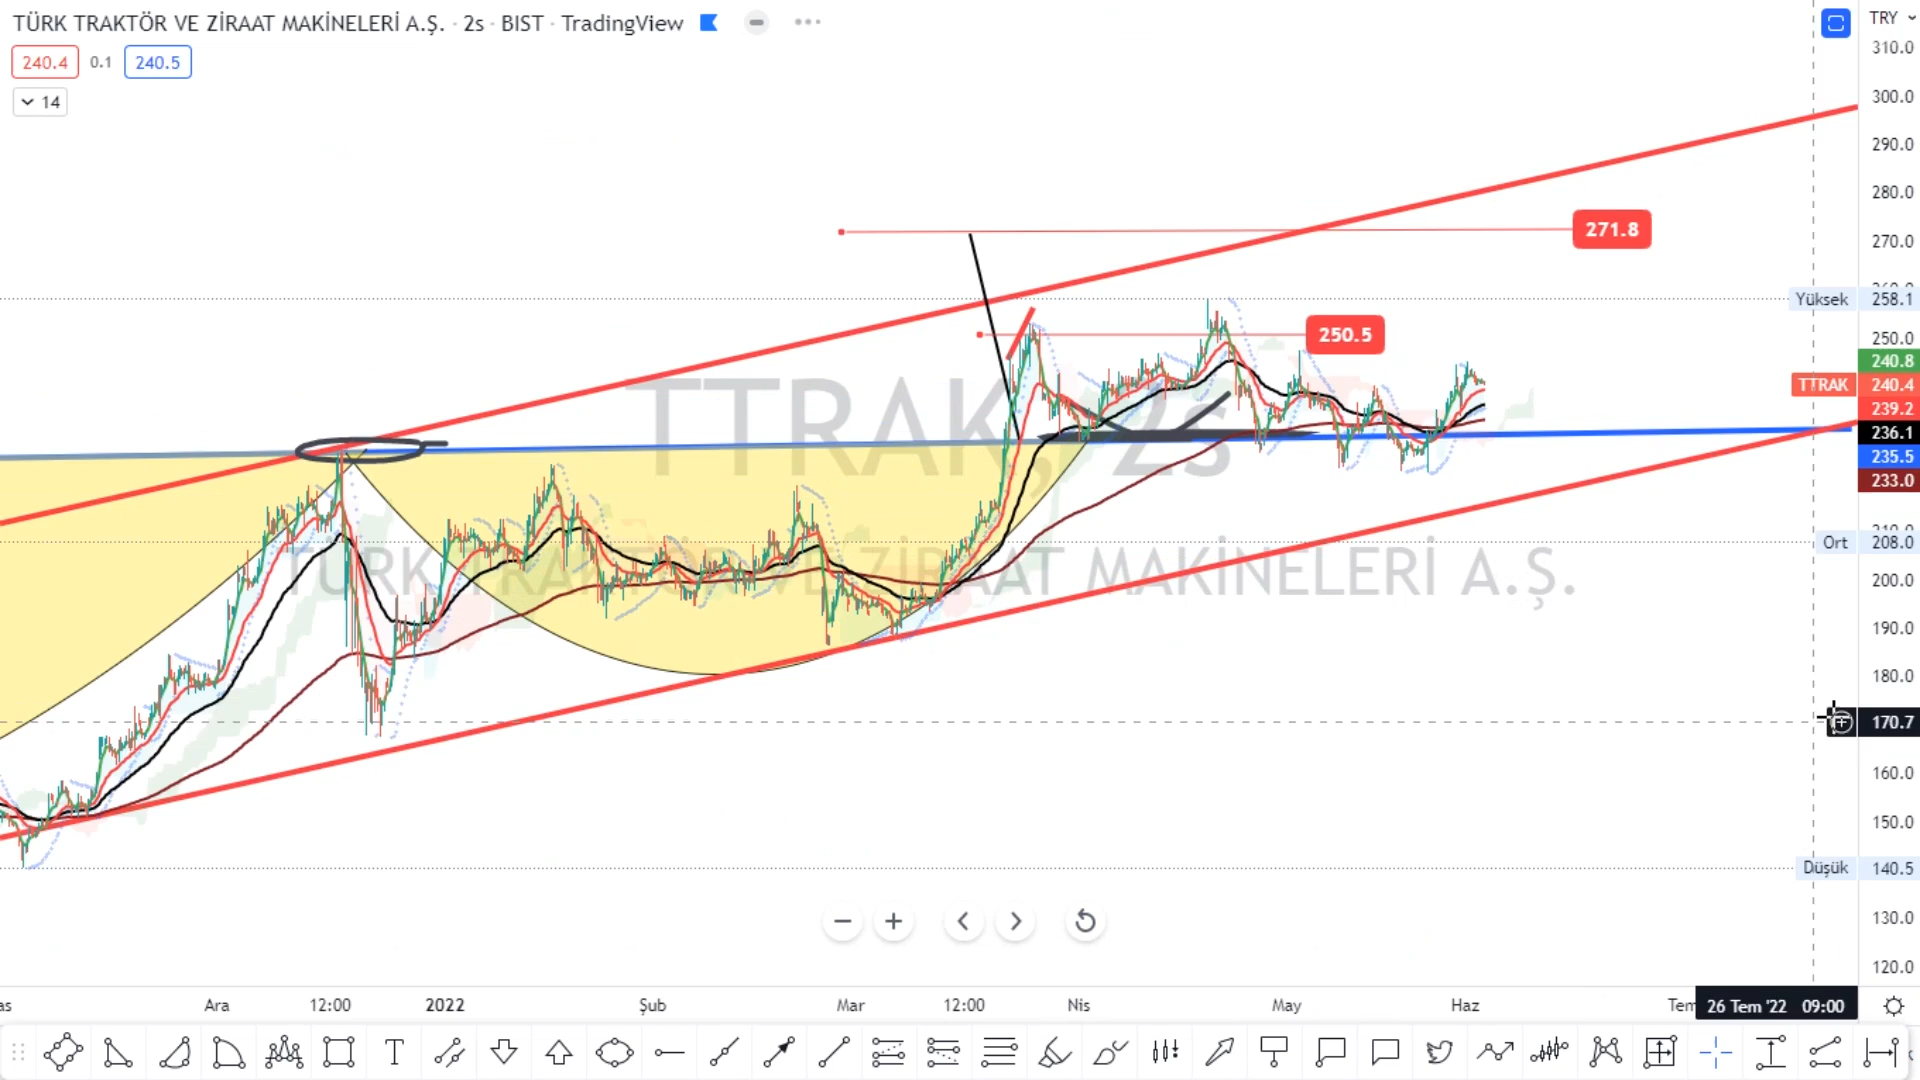 TÜRK TRAKTÖR VE ZİRAAT MAKİNELERİ A.Ş. · 2s · BIST · TradingView
TRY
240.4 0.1 240.5
14
310.0
300.0
290.0
280.0
271.8
270.0
Yüksek 258.1
250.5
250.0
240.8
TTRAK 240.4
239.2
236.1
235.5
233.0
TTRAK, 2s
TÜRK TRAKTÖR VE ZİRAAT MAKİNELERİ A.Ş.
210.0
Ort 208.0
200.0
190.0
180.0
170.7
160.0
150.0
Düşük 140.5
130.0
120.0
as Ara 12:00 2022 Şub Mar 12:00 Nis May Haz Tem 26 Tem '22 09:00